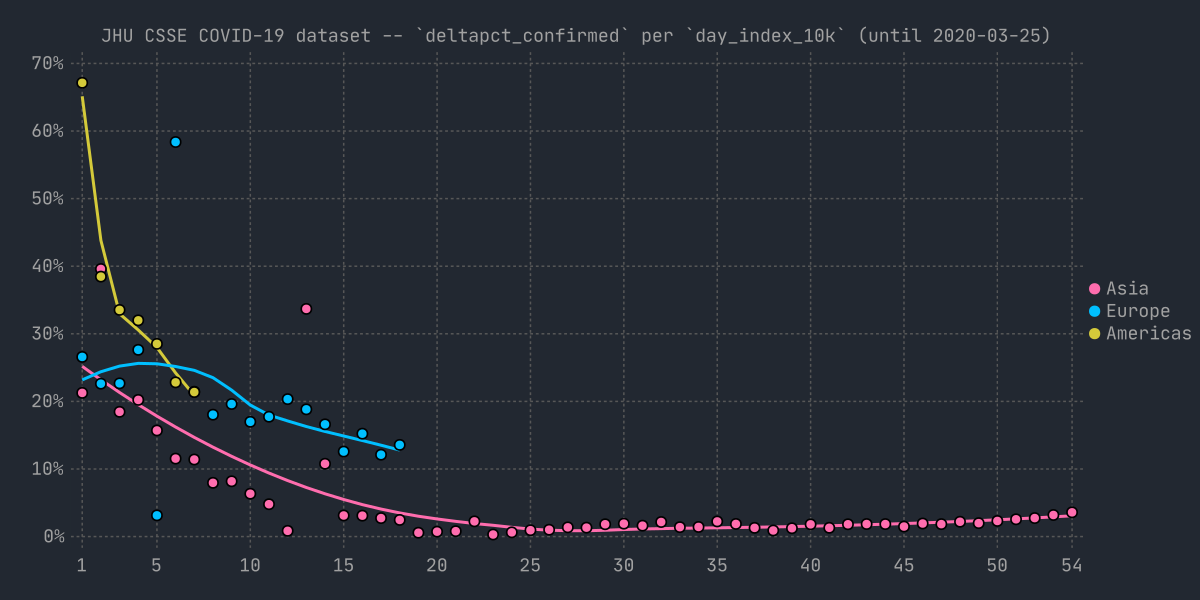 JHU CSSE COVID-19 dataset -- `deltapct_confirmed` per `day_index_10k` (until 2020-03-25)
70%
60%
50%
40%
30%
20%
10%
0%
1 5 10 15 20 25 30 35 40 45 50 54
Asia
Europe
Americas